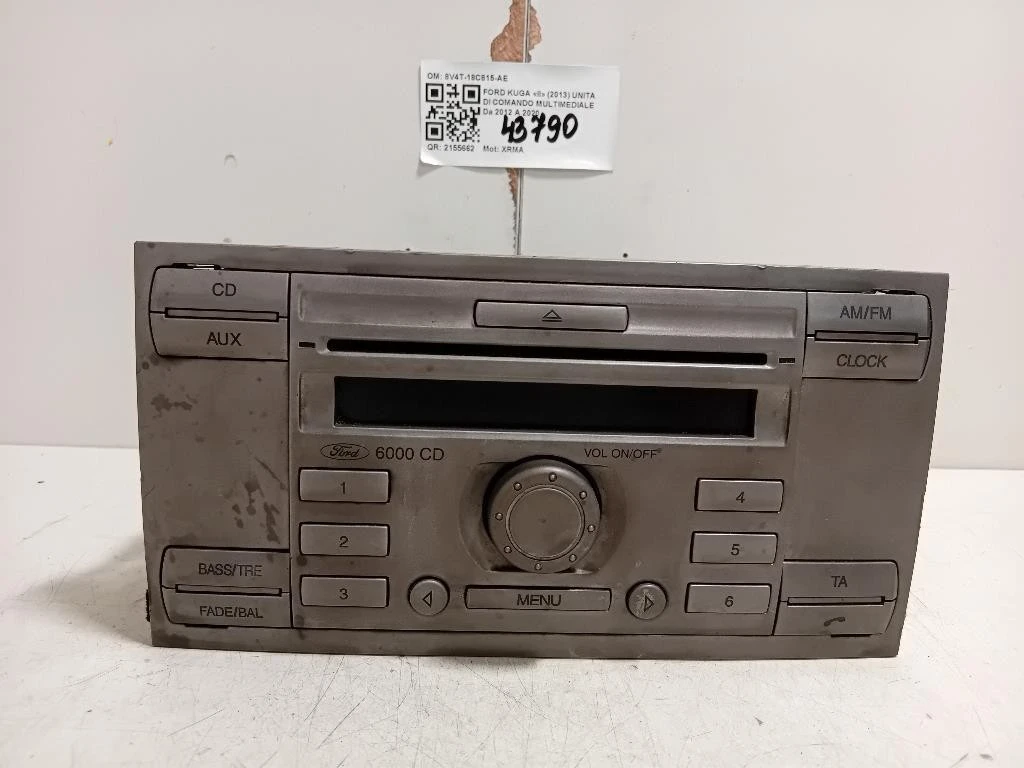 OM: 8V4T-18C815-AE
FORD KUGA «II» (2013) UNITA
DI COMANDO MULTIMEDIALE
Da 2012 A 2020
43790
QR: 2155662 Mot: XRMA
CD
AUX
AM/FM
CLOCK
Ford 6000 CD
VOL ON/OFF
1
2
3
4
5
6
BASS/TRE
FADE/BAL
MENU
TA